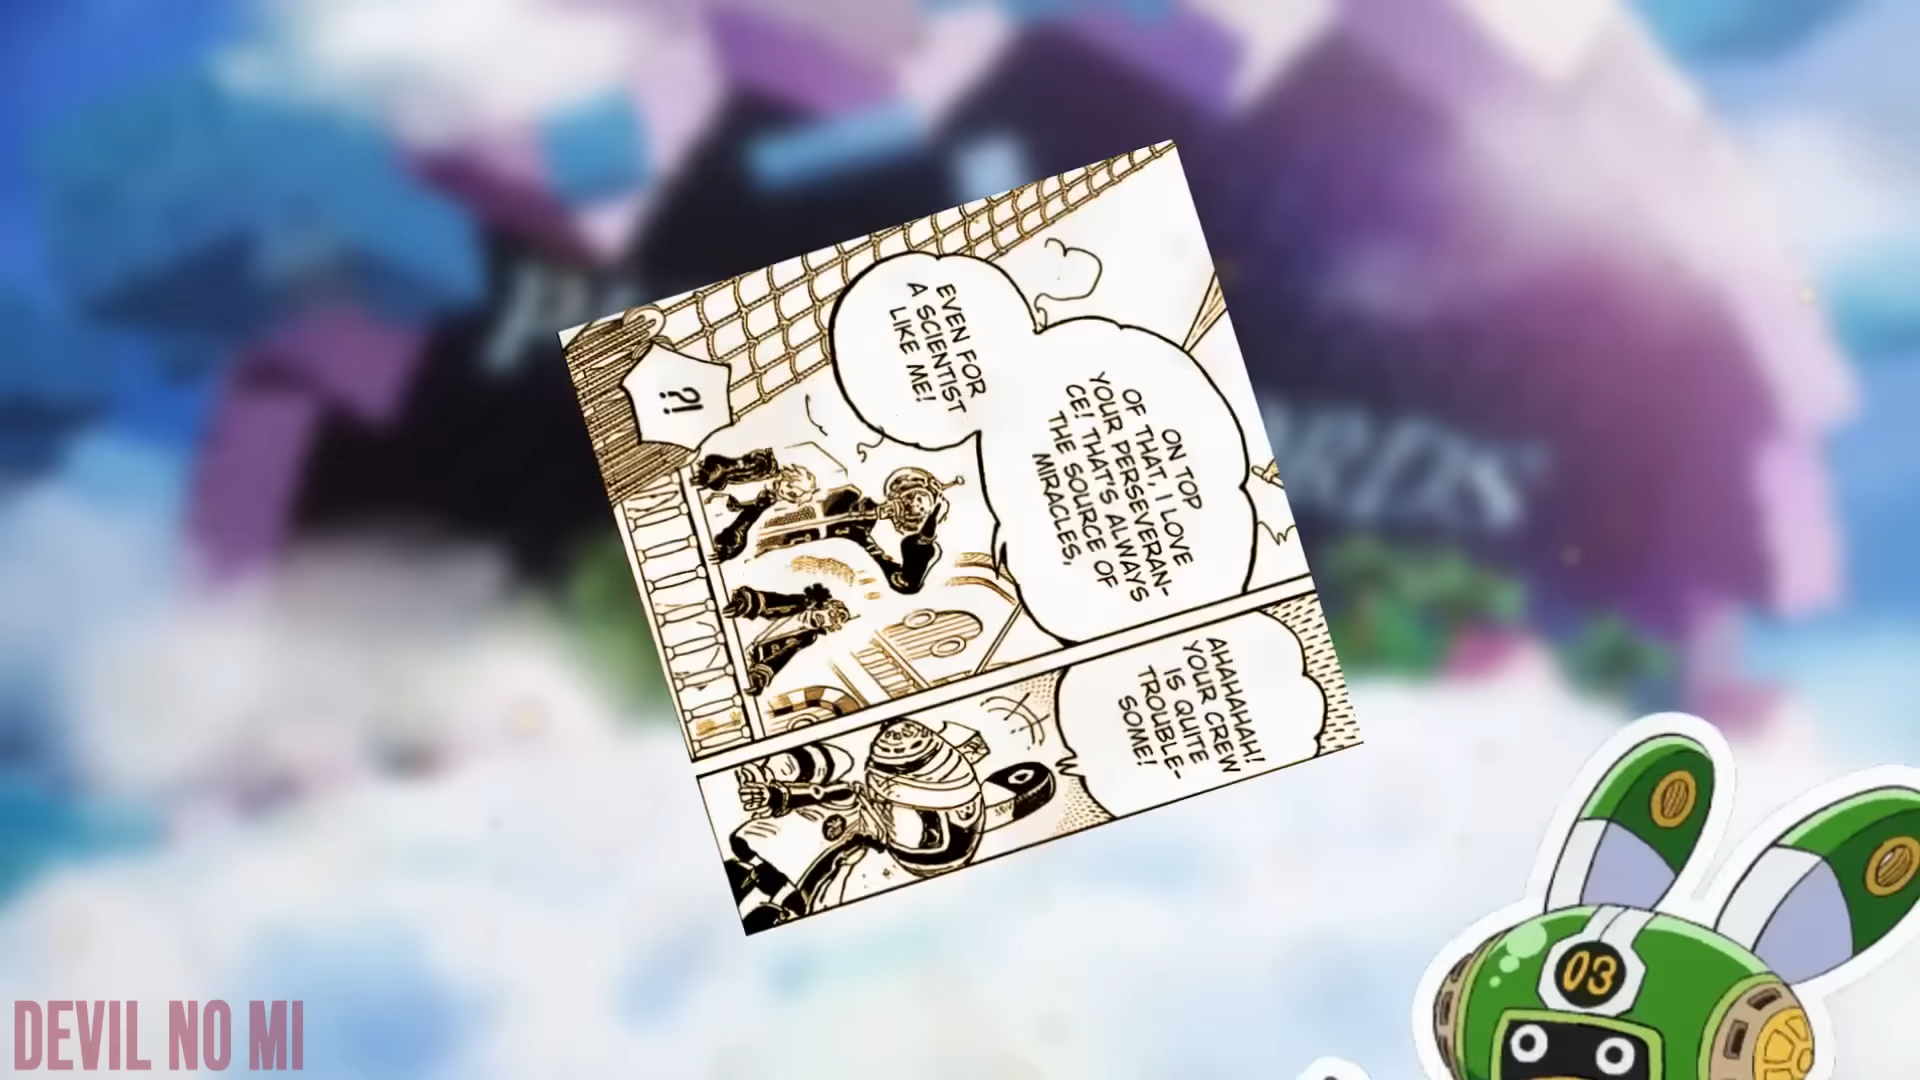 ON TOP
OF THAT, I LOVE
YOUR PERSEVERAN-
CE! THAT'S ALWAYS
THE SOURCE OF
MIRACLES,
EVEN FOR
A SCIENTIST
LIKE ME!
?!
AHAHAHAH!
YOUR CREW
IS QUITE
TROUBLE-
SOME!
03
DEVIL NO MI